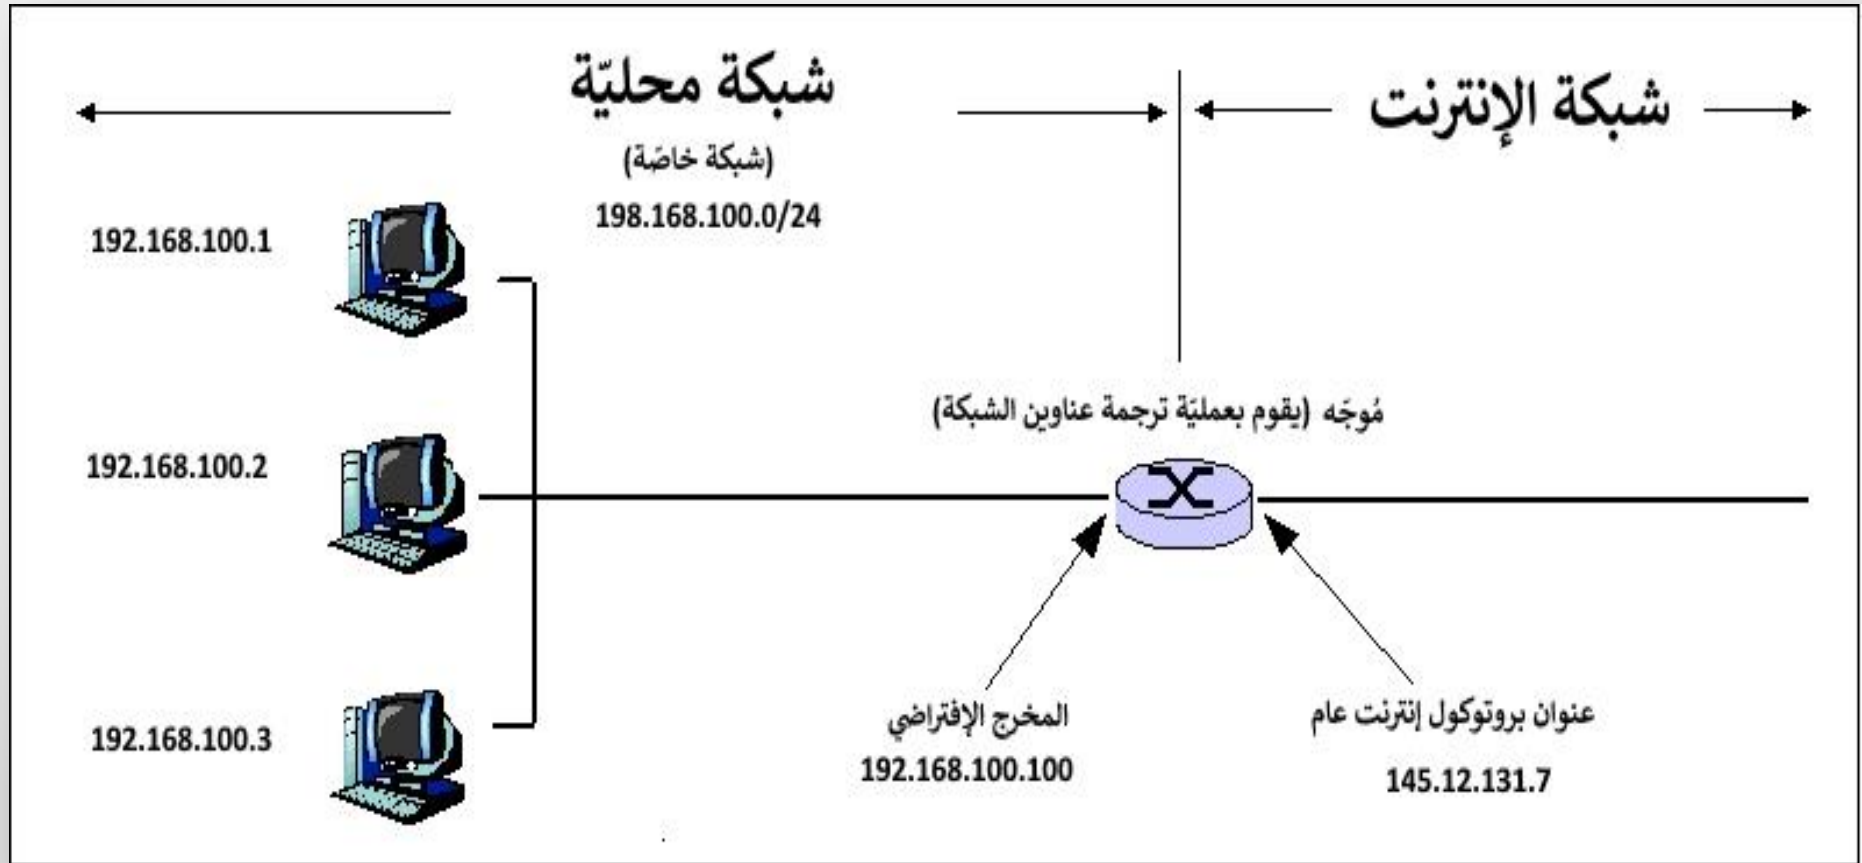 شبكة الإنترنت
شبكة محليّة
(شبكة خاصّة)
198.168.100.0/24
192.168.100.1
192.168.100.2
192.168.100.3
مُوجّه (يقوم بعمليّة ترجمة عناوين الشبكة)
عنوان بروتوكول إنترنت عام
145.12.131.7
المخرج الإفتراضي
192.168.100.100